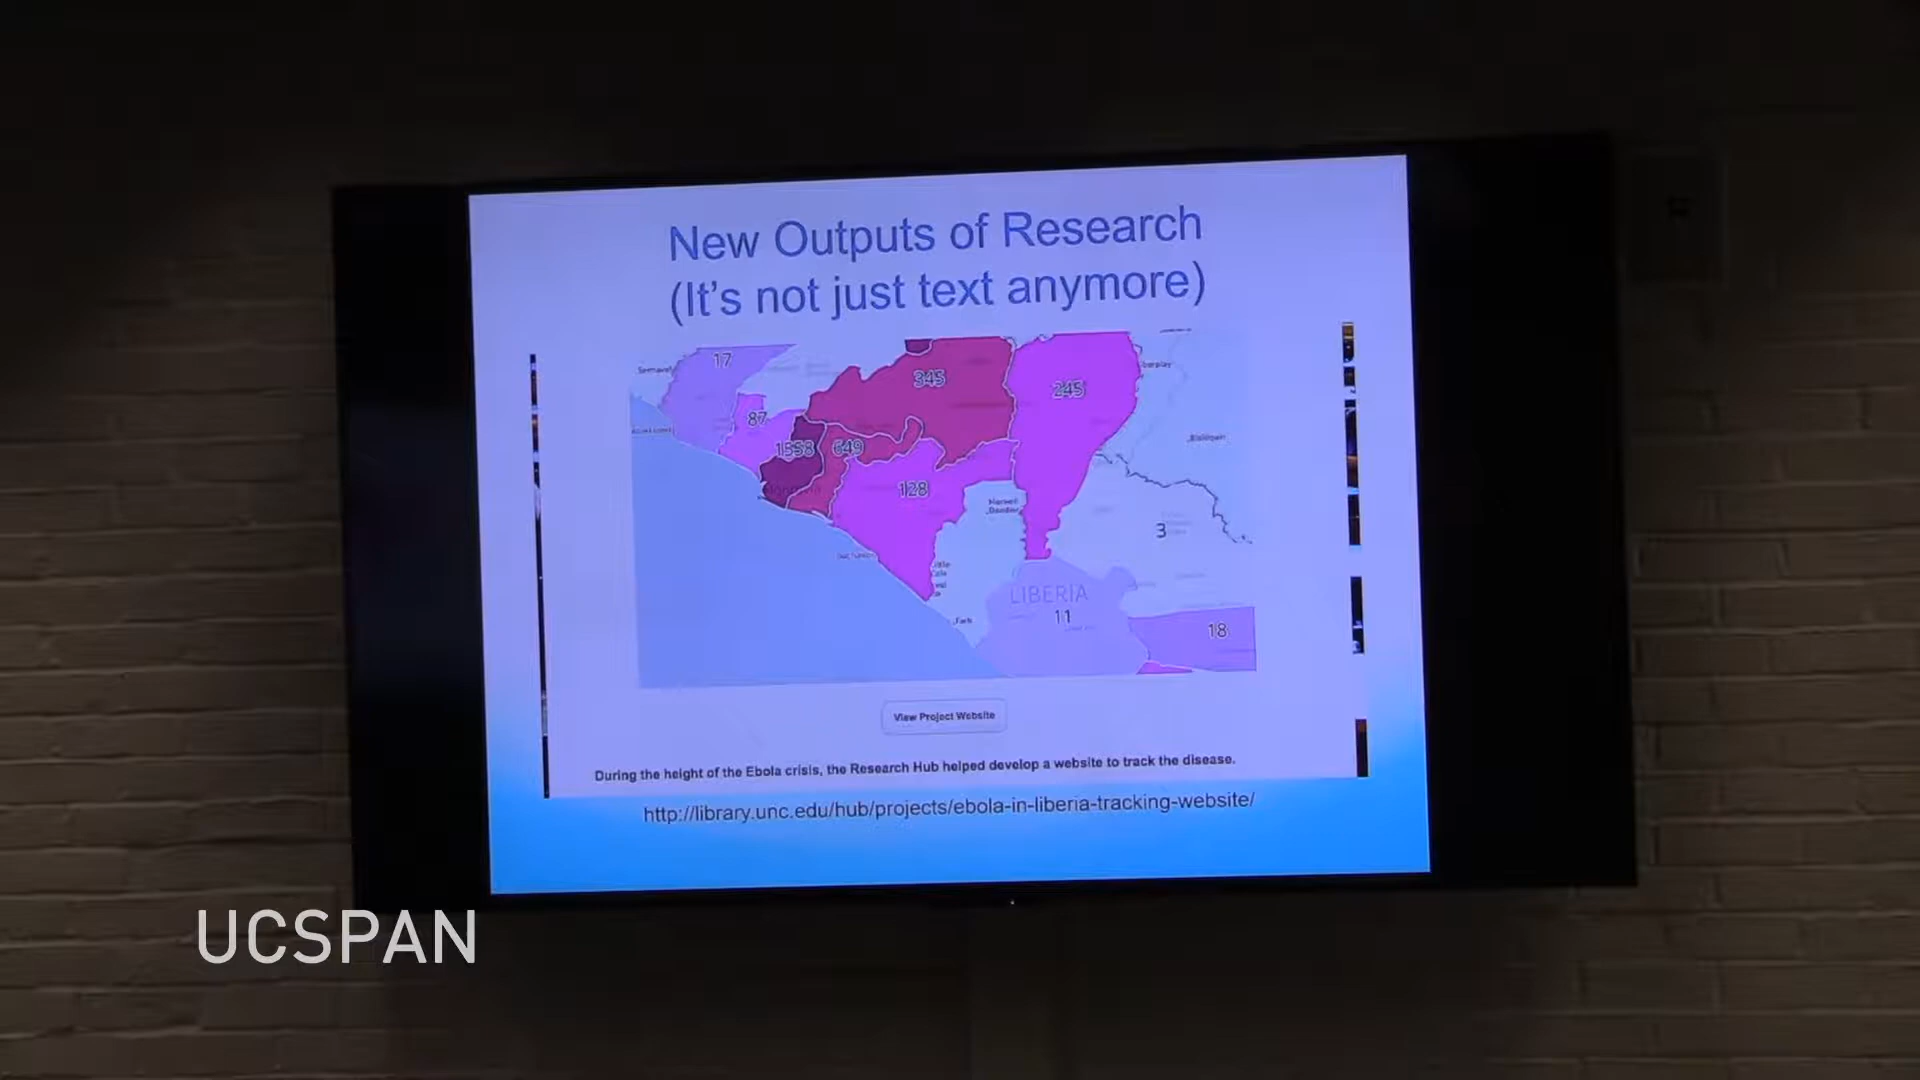 New Outputs of Research
(It's not just text anymore)
17
345
245
87
1558
649
128
3
LIBERIA
11
18
View Project Website
During the height of the Ebola crisis, the Research Hub helped develop a website to track the disease.
http://library.unc.edu/hub/projects/ebola-in-liberia-tracking-website/
UCSPAN